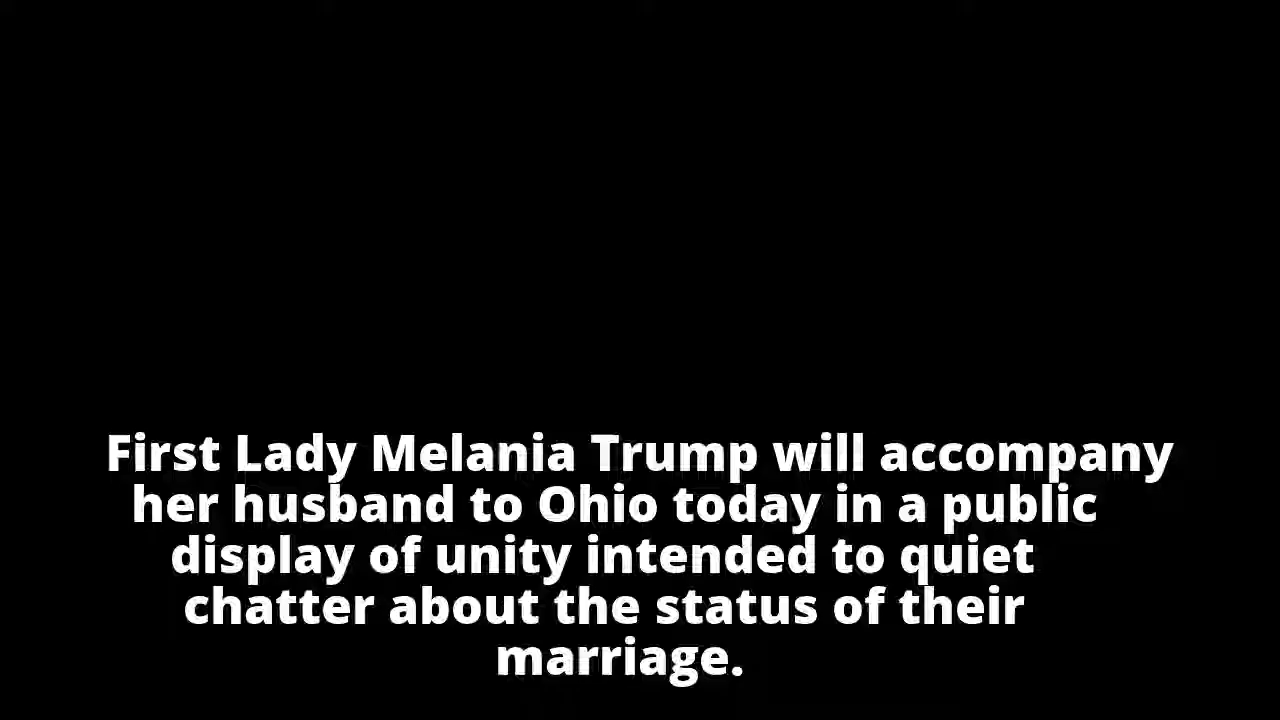 First Lady Melania Trump will accompany
her husband to Ohio today in a public
display of unity intended to quiet
chatter about the status of their
marriage.